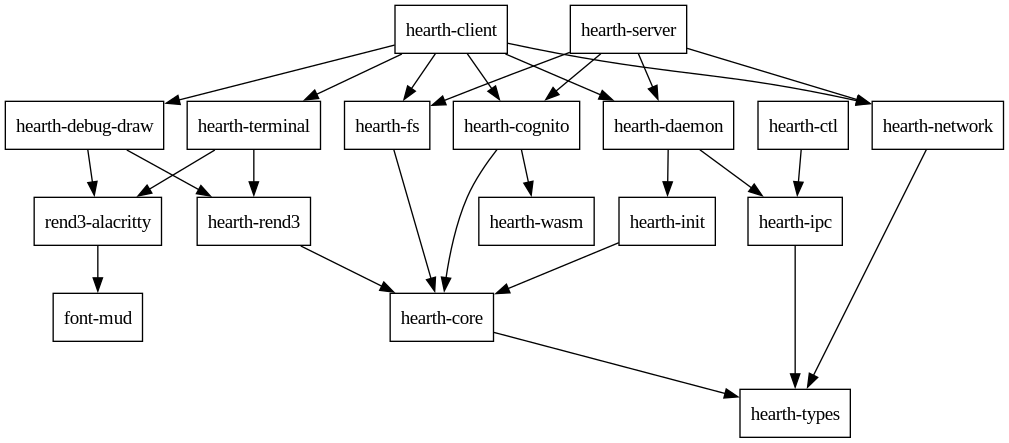 hearth-client
hearth-server
hearth-debug-draw
hearth-terminal
hearth-fs
hearth-cognito
hearth-daemon
hearth-ctl
hearth-network
rend3-alacritty
hearth-rend3
hearth-wasm
hearth-init
hearth-ipc
font-mud
hearth-core
hearth-types